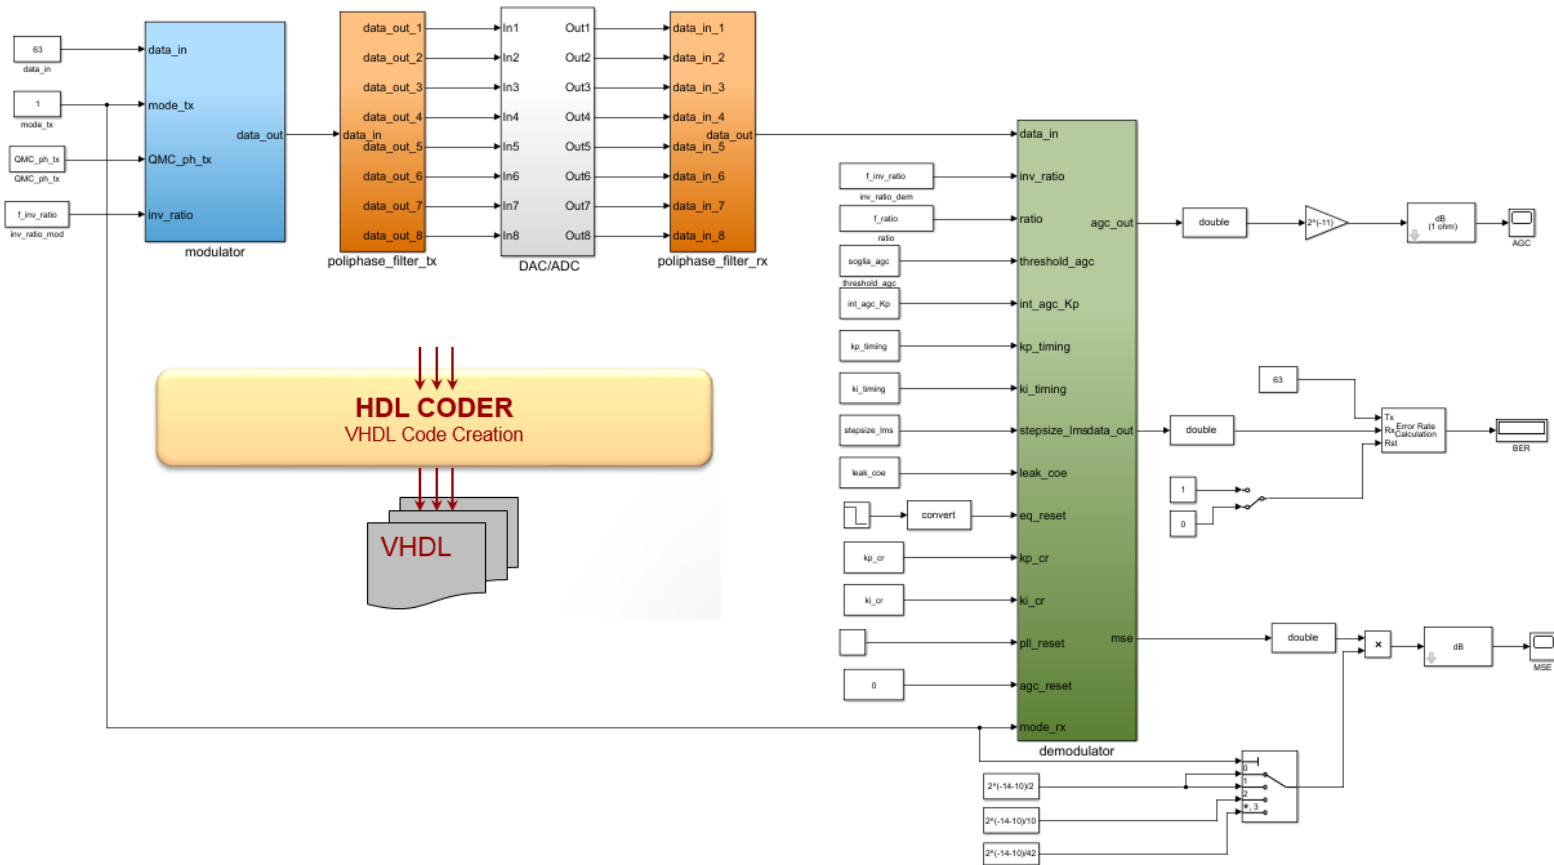 63
data_in
1
mode_tx
QMC_ph_tx
QMC_ph_tx
f_inv_ratio
inv_ratio_mod
data_in
mode_tx
data_out
QMC_ph_tx
inv_ratio
modulator
data_out_1
data_out_2
data_out_3
data_out_4
data_in
data_out_5
data_out_6
data_out_7
data_out_8
poliphase_filter_tx
In1
In2
In3
In4
In5
In6
In7
In8
Out1
Out2
Out3
Out4
Out5
Out6
Out7
Out8
DAC/ADC
data_in_1
data_in_2
data_in_3
data_in_4
data_out
data_in_5
data_in_6
data_in_7
data_in_8
poliphase_filter_rx
HDL CODER
VHDL Code Creation
VHDL
f_inv_ratio
inv_ratio_dem
f_ratio
ratio
soglia_agc
threshold_agc
int_agc_Kp
kp_timing
ki_timing
stepsize_lms
leak_coe
convert
kp_cr
ki_cr
0
data_in
inv_ratio
ratio
agc_out
threshold_agc
int_agc_Kp
kp_timing
ki_timing
stepsize_lmsdata_out
leak_coe
eq_reset
kp_cr
ki_cr
pll_reset
mse
agc_reset
mode_rx
demodulator
double
2^(-11)
dB
(1 ohm)
AGC
63
double
Tx
Rx
Rst
Error Rate
Calculation
BER
1
0
double
×
dB
MSE
2^(-14-10)/2
2^(-14-10)/10
2^(-14-10)/42
0
1
2
*, 3